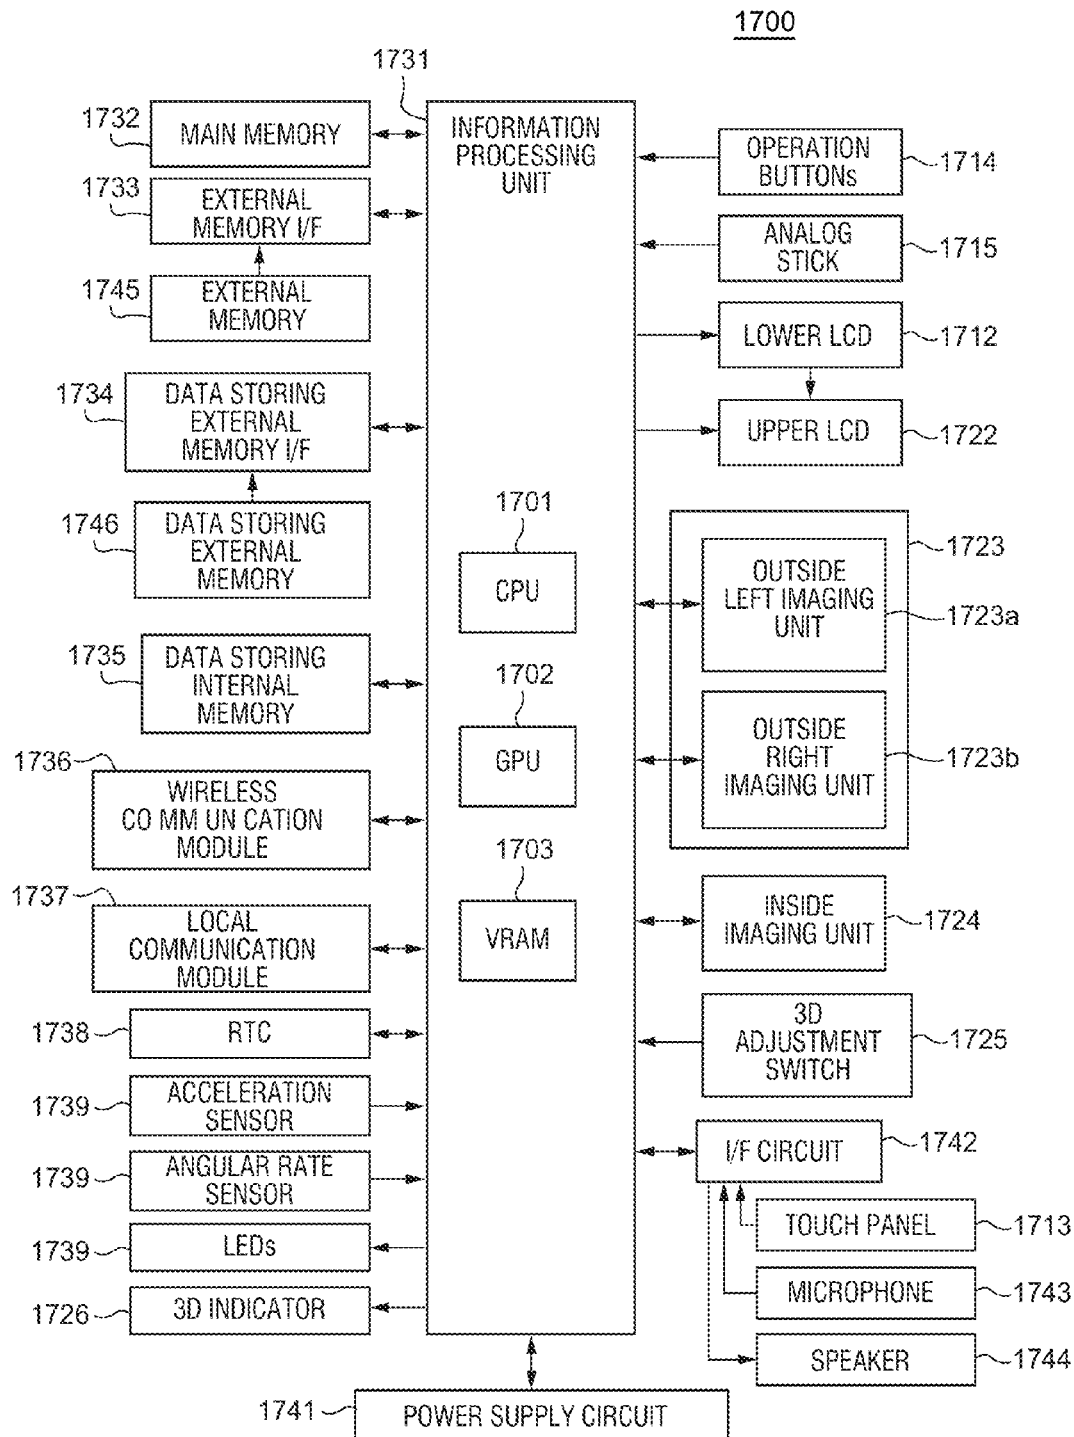 1700
1731
1732
MAIN MEMORY
1733
EXTERNAL
MEMORY I/F
1745
EXTERNAL
MEMORY
1734
DATA STORING
EXTERNAL
MEMORY I/F
1746
DATA STORING
EXTERNAL
MEMORY
1735
DATA STORING
INTERNAL
MEMORY
1736
WIRELESS
CO MM UN CATION
MODULE
1737
LOCAL
COMMUNICATION
MODULE
1738
RTC
1739
ACCELERATION
SENSOR
1739
ANGULAR RATE
SENSOR
1739
LEDs
1726
3D INDICATOR
INFORMATION
PROCESSING
UNIT
1701
CPU
1702
GPU
1703
VRAM
OPERATION
BUTTONs
1714
ANALOG
STICK
1715
LOWER LCD
1712
UPPER LCD
1722
1723
OUTSIDE
LEFT IMAGING
UNIT
1723a
OUTSIDE
RIGHT
IMAGING UNIT
1723b
INSIDE
IMAGING UNIT
1724
3D
ADJUSTMENT
SWITCH
1725
I/F CIRCUIT
1742
TOUCH PANEL
1713
MICROPHONE
1743
SPEAKER
1744
1741
POWER SUPPLY CIRCUIT